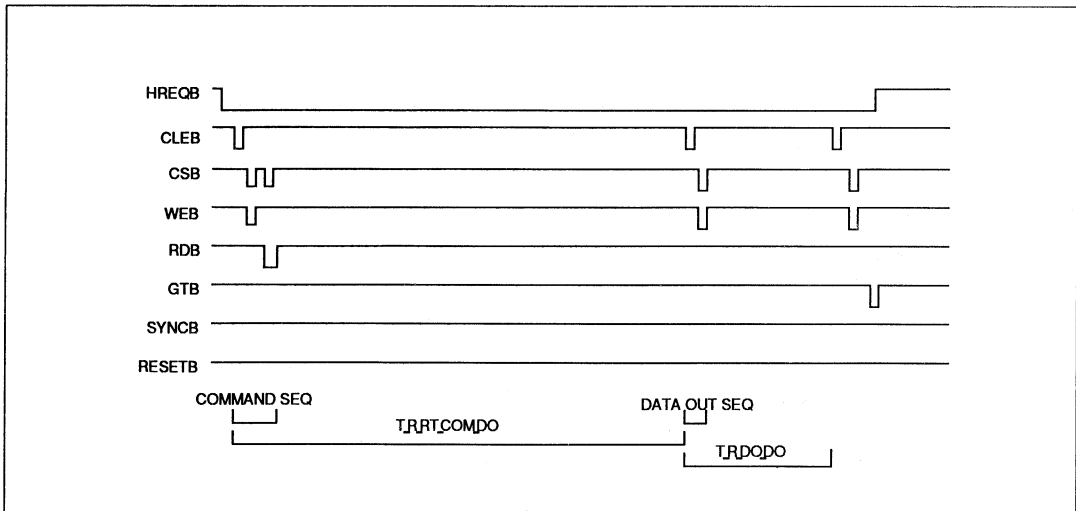 HREQB
CLEB
CSB
WEB
RDB
GTB
SYNCB
RESETB
COMMAND SEQ
DATA OUT SEQ
T_R_RT_COM_DO
T_R_DO_DO